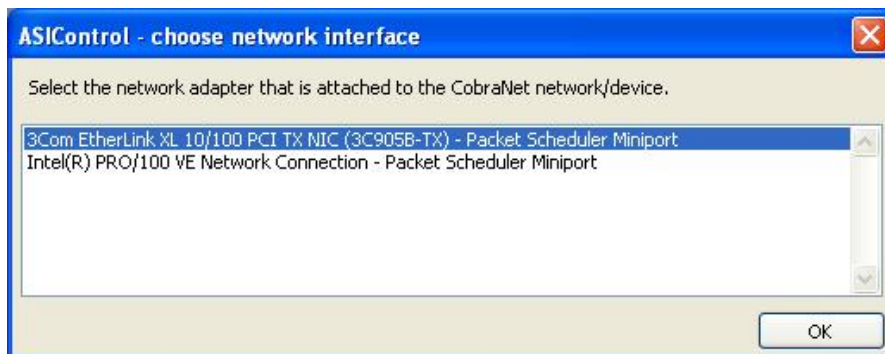 ASIControl - choose network interface
Select the network adapter that is attached to the CobraNet network/device.
3Com EtherLink XL 10/100 PCI TX NIC (3C905B-TX) - Packet Scheduler Miniport
Intel(R) PRO/100 VE Network Connection - Packet Scheduler Miniport
OK